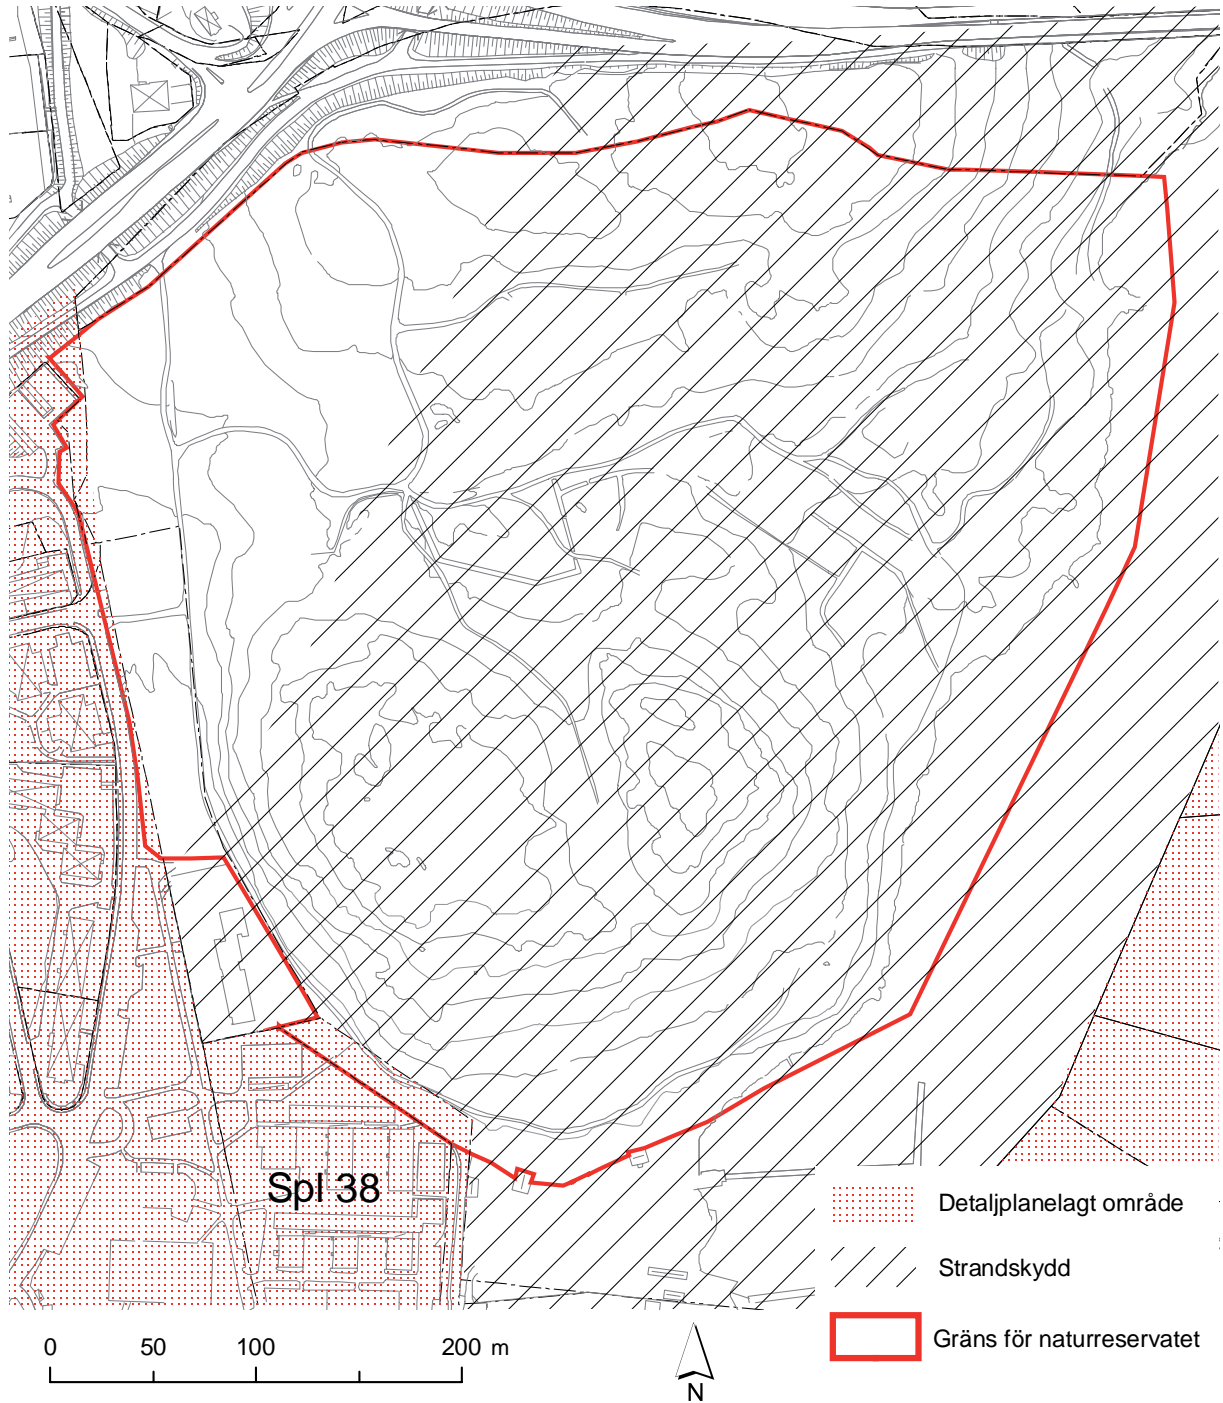 Spl 38
Detaljplanelagt område
Strandskydd
Gräns för naturreservatet
0 50 100 200 m
N